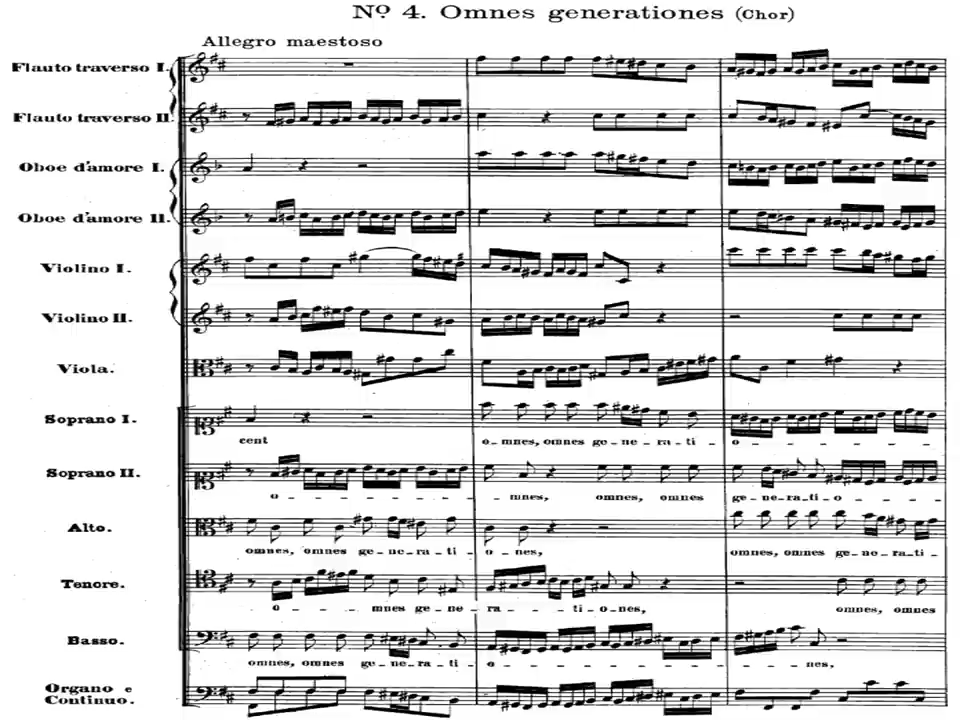 Nº 4. Omnes generationes (Chor)
Allegro maestoso
Flauto traverso I.
Flauto traverso II.
Oboe d'amore I.
Oboe d'amore II.
Violino I.
Violino II.
Viola.
Soprano I.
cent o-mnes, omnes ge-ne-ra-ti-o-
Soprano II.
o-mnes, omnes, omnes ge-ne-ra-ti-o-
Alto.
omnes, omnes ge-ne-ra-ti-o-nes, omnes, omnes ge-ne-ra-ti-
Tenore.
o-mnes ge-ne-ra-ti-o-nes, omnes, omnes
Basso.
omnes, omnes ge-ne-ra-ti-o-nes,
Organo e
Continuo.